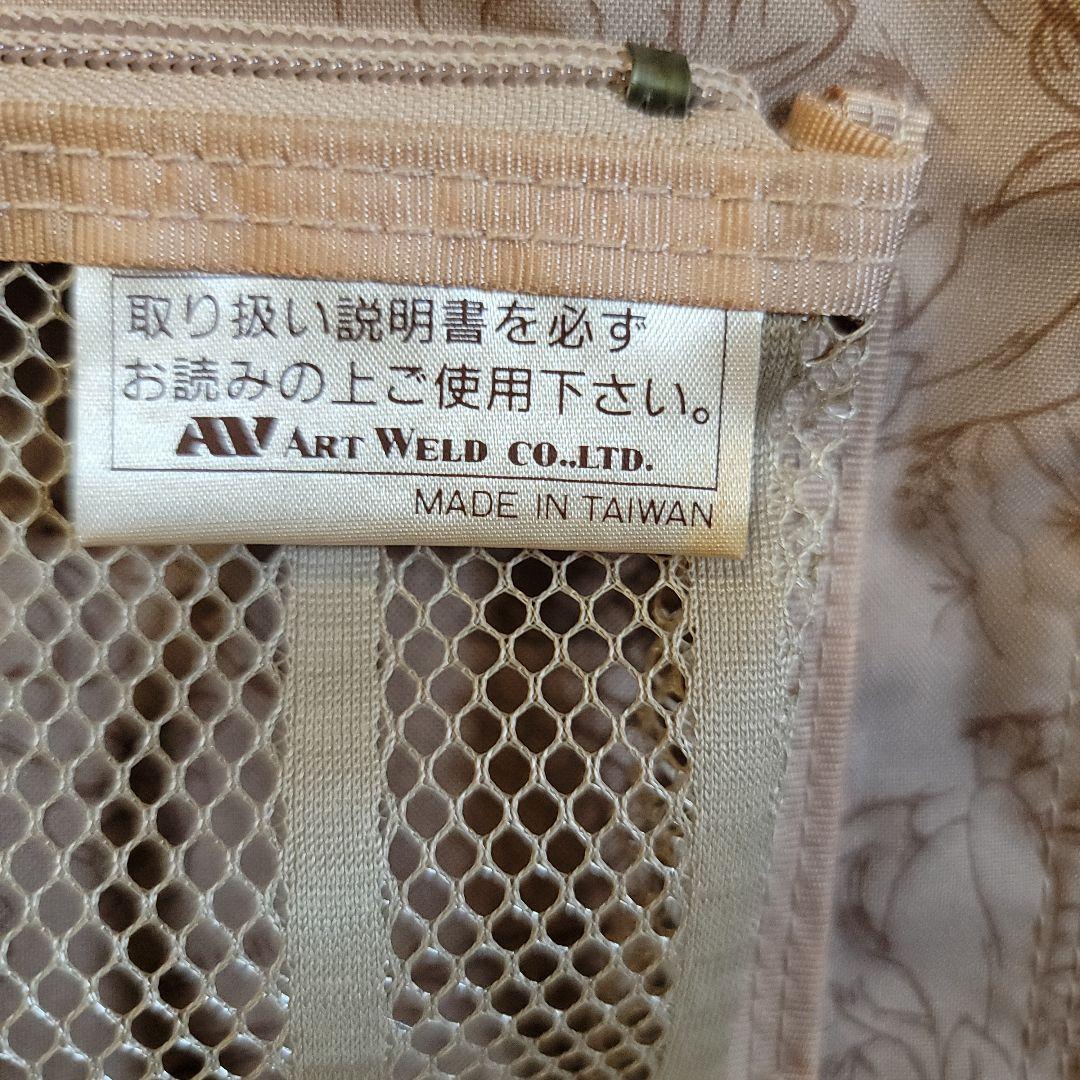 取り扱い説明書を必ず
お読みの上ご使用下さい。
AW ART WELD CO.,LTD.
MADE IN TAIWAN